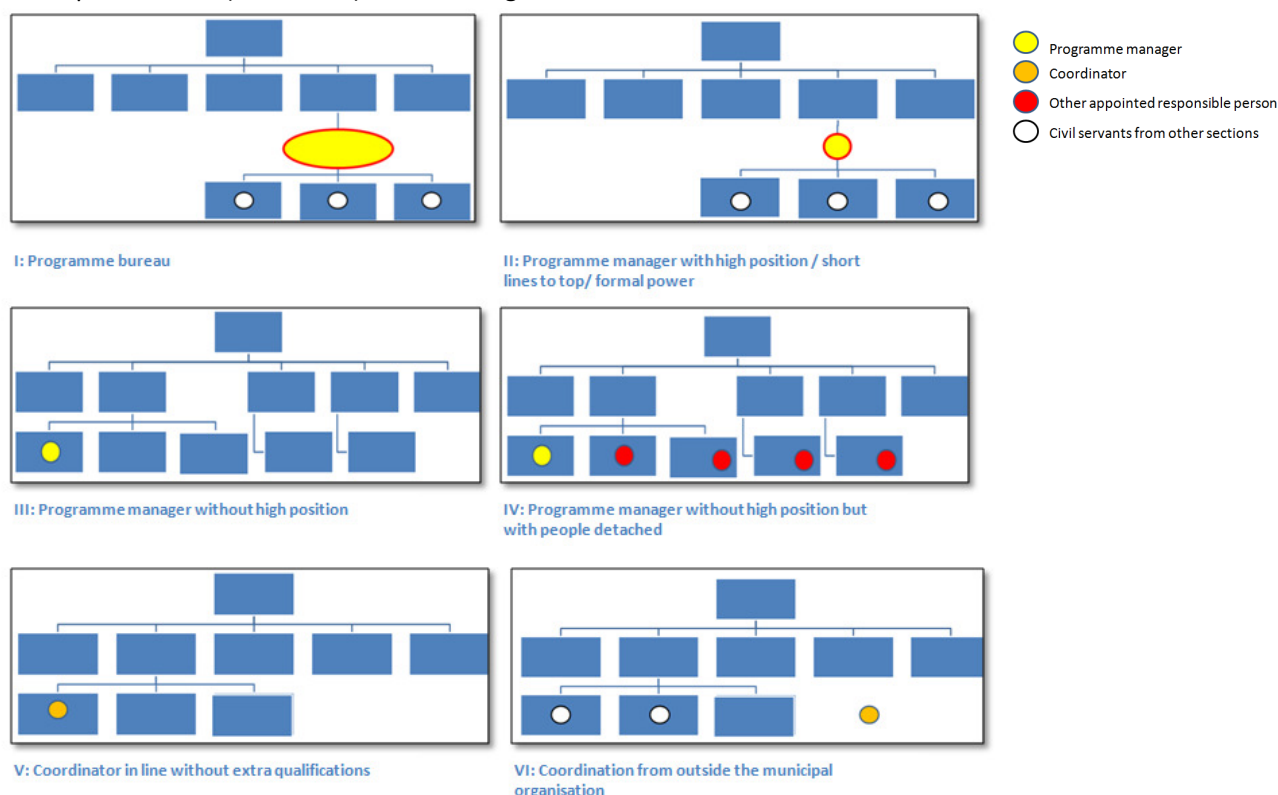 Programme manager
Coordinator
Other appointed responsible person
Civil servants from other sections
I: Programme bureau
II: Programme manager with high position / short
lines to top/ formal power
III: Programme manager without high position
IV: Programme manager without high position but
with people detached
V: Coordinator in line without extra qualifications
VI: Coordination from outside the municipal
organisation